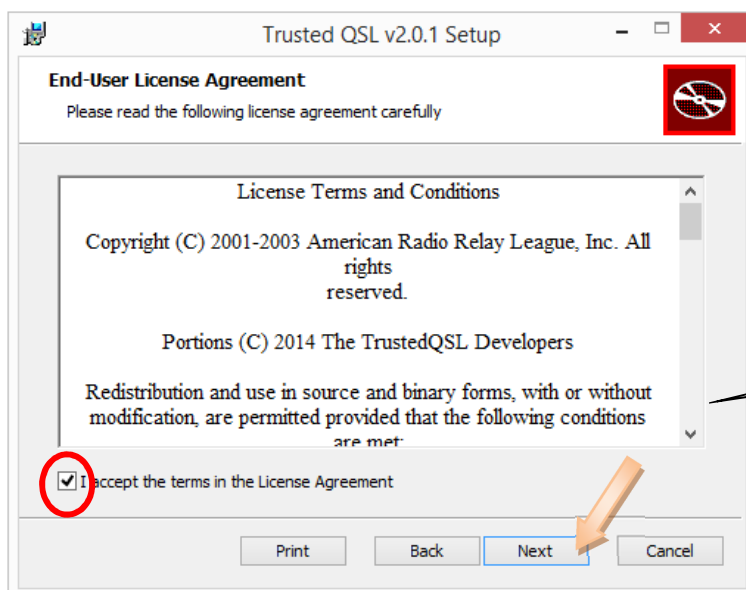 Trusted QSL v2.0.1 Setup
End-User License Agreement
Please read the following license agreement carefully
License Terms and Conditions
Copyright (C) 2001-2003 American Radio Relay League, Inc. All
rights
reserved.
Portions (C) 2014 The TrustedQSL Developers
Redistribution and use in source and binary forms, with or without
modification, are permitted provided that the following conditions
are met:
I accept the terms in the License Agreement
Print Back Next Cancel